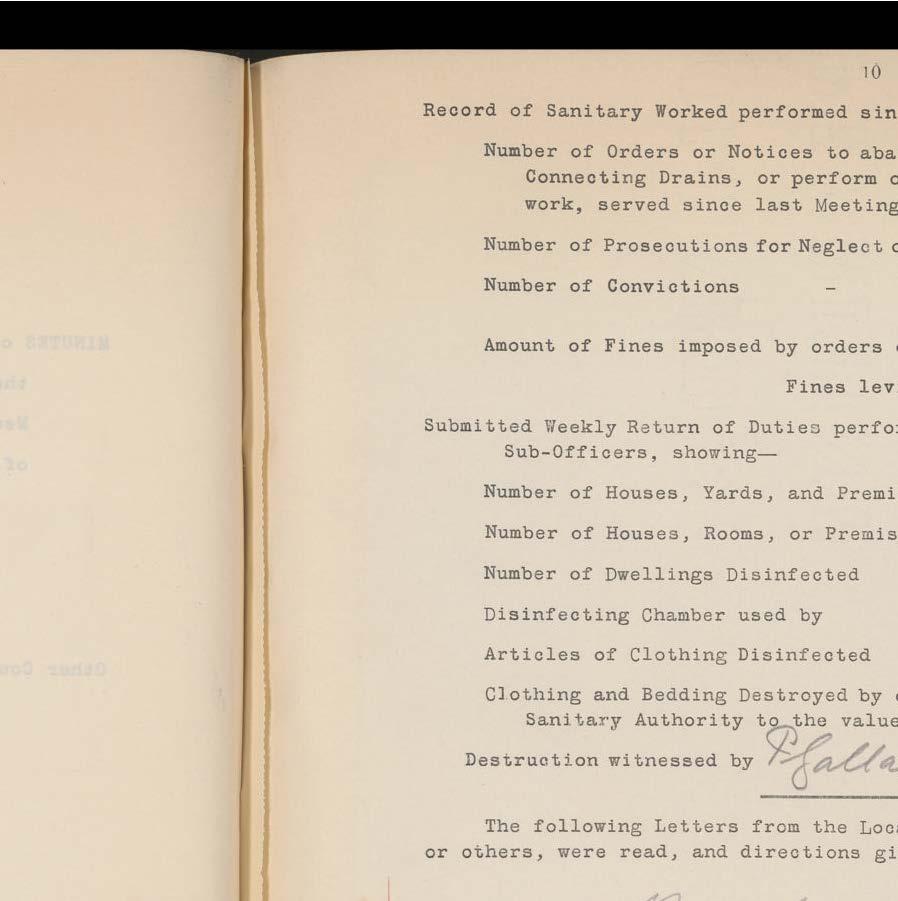 10
Record of Sanitary Worked performed sin
Number of Orders or Notices to aba
Connecting Drains, or perform o
work, served since last Meeting
Number of Prosecutions for Neglect o
Number of Convictions –
Amount of Fines imposed by orders
Fines lev
Submitted Weekly Return of Duties perfor
Sub-Officers, showing—
Number of Houses, Yards, and Premi
Number of Houses, Rooms, or Premis
Number of Dwellings Disinfected
Disinfecting Chamber used by
Articles of Clothing Disinfected
Clothing and Bedding Destroyed by
Sanitary Authority to the value
Destruction witnessed by P Galla
The following Letters from the Loca
or others, were read, and directions gi